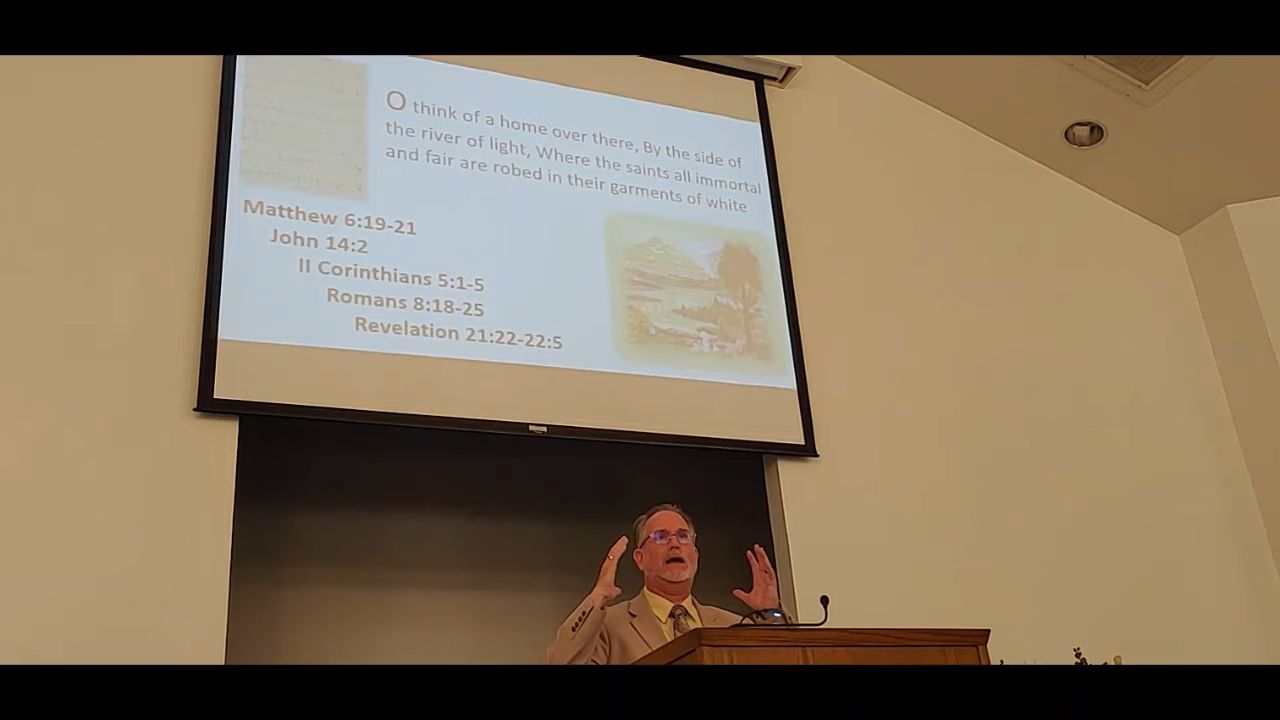 O think of a home over there, By the side of
the river of light, Where the saints all immortal
and fair are robed in their garments of white
Matthew 6:19-21
John 14:2
II Corinthians 5:1-5
Romans 8:18-25
Revelation 21:22-22:5